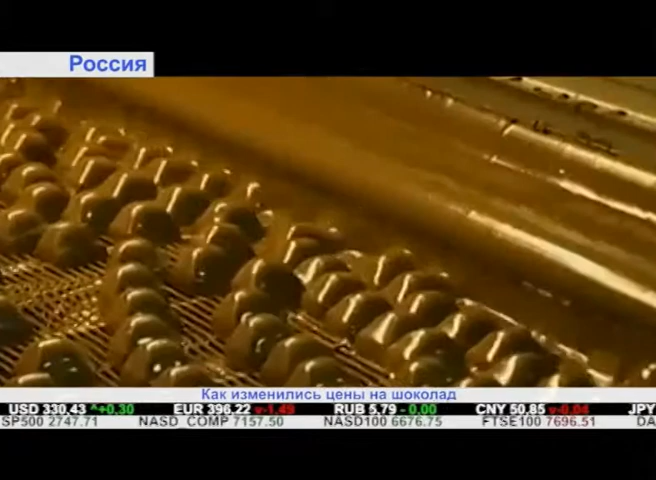 Россия
Как изменились цены на шоколад
USD 330,43 ^+0,30 EUR 396,22 v-1,49 RUB 5,79 - 0,00 CNY 50,85 v-0,04 JPY
SP500 2747.71 NASD_COMP 7157.50 NASD100 6676.75 FTSE100 7696.51 DA